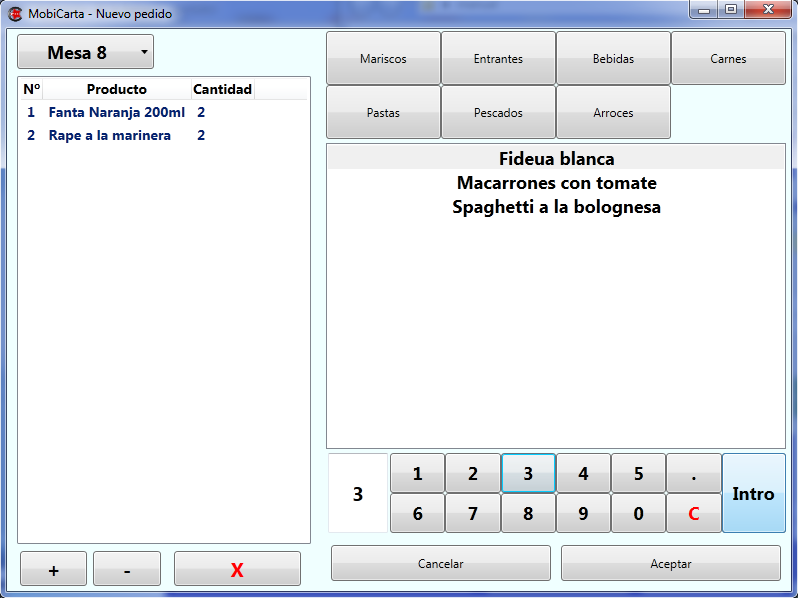 MobiCarta - Nuevo pedido
Mesa 8
Nº Producto Cantidad
1 Fanta Naranja 200ml 2
2 Rape a la marinera 2
+ - X
Mariscos Entrantes Bebidas Carnes
Pastas Pescados Arroces
Fideua blanca
Macarrones con tomate
Spaghetti a la bolognesa
3
1 2 3 4 5 .
6 7 8 9 0 C
Intro
Cancelar Aceptar